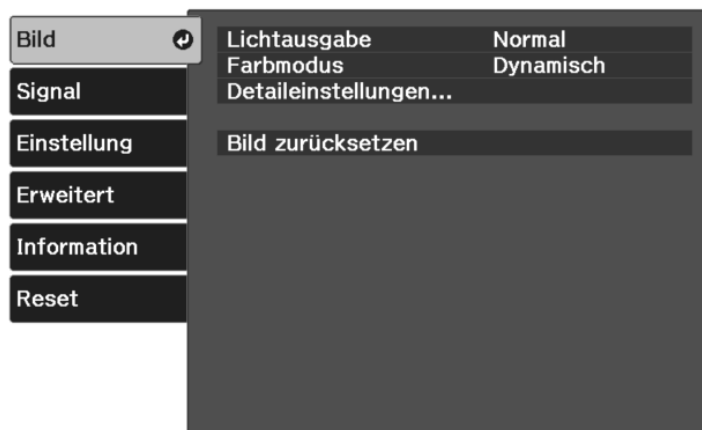 Bild
Signal
Einstellung
Erweitert
Information
Reset
Lichtausgabe Normal
Farbmodus Dynamisch
Detaileinstellungen...
Bild zurücksetzen